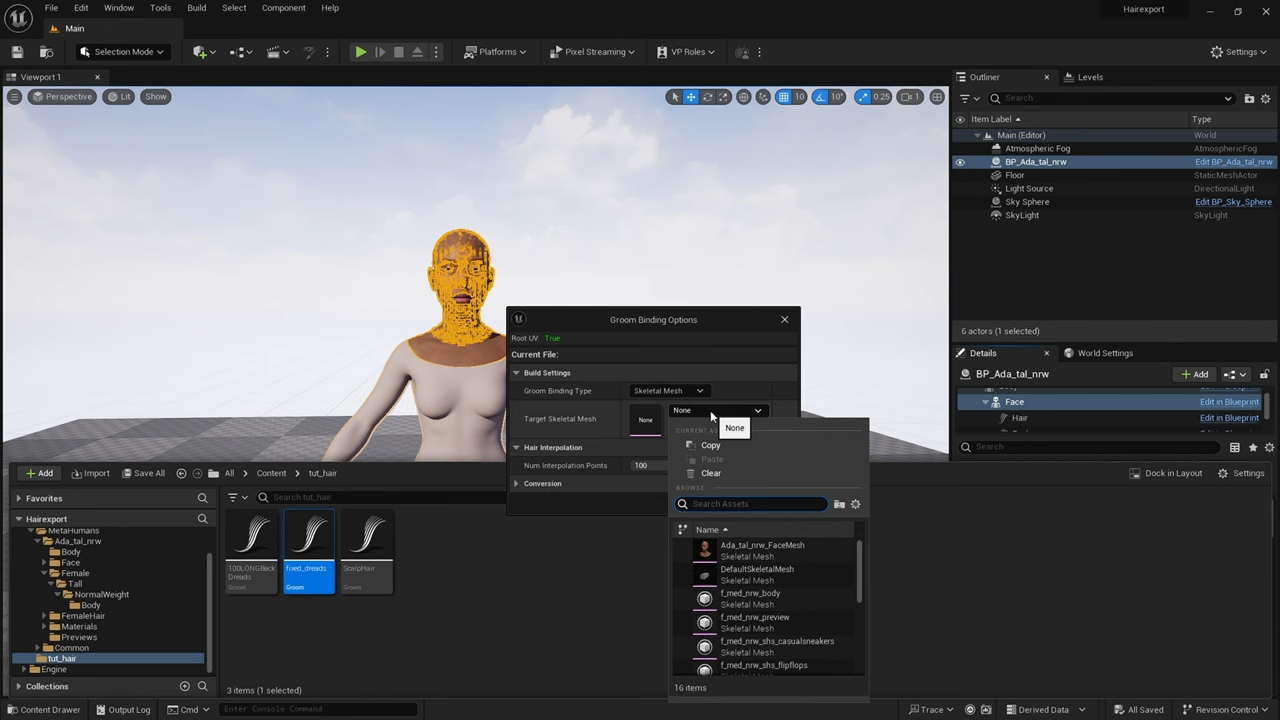 File Edit Window Tools Build Select Component Help Hairexport
Main
Selection Mode Platforms Pixel Streaming VP Roles Settings
Viewport 1 Outliner Levels
Perspective Lit Show 10 10° 0.25 1
Search...
Item Label Type
Main (Editor) World
Atmospheric Fog AtmosphericFog
BP_Ada_tal_nrw Edit BP_Ada_tal_nrw
Floor StaticMeshActor
Light Source DirectionalLight
Sky Sphere Edit BP_Sky_Sphere
SkyLight SkyLight
6 actors (1 selected)
Details World Settings
BP_Ada_tal_nrw Add
Face Edit in Blueprint
Hair Edit in Blueprint
Search
Groom Binding Options
Root UV True
Current File:
Build Settings
Groom Binding Type Skeletal Mesh
Target Skeletal Mesh None None
None
Hair Interpolation
Num Interpolation Points 100
Conversion
Copy
Paste
Clear
BROWSE
Search Assets
Name
Ada_tal_nrw_FaceMesh
Skeletal Mesh
DefaultSkeletalMesh
Skeletal Mesh
f_med_nrw_body
Skeletal Mesh
f_med_nrw_preview
Skeletal Mesh
f_med_nrw_shs_casualsneakers
Skeletal Mesh
f_med_nrw_shs_flipflops
Skeletal Mesh
16 items
Add Import Save All All Content tut_hair Dock in Layout Settings
Favorites Search tut_hair
Hairexport
MetaHumans
Ada_tal_nrw
Body
Face
Female
Tall
NormalWeight
Body
FemaleHair
Materials
Previews
Common
tut_hair
Engine
Collections
100LONGBack
Dreads
Groom
fixed_dreads
Groom
ScalpHair
Groom
3 items (1 selected)
Content Drawer Output Log Cmd Enter Console Command Trace Derived Data All Saved Revision Control